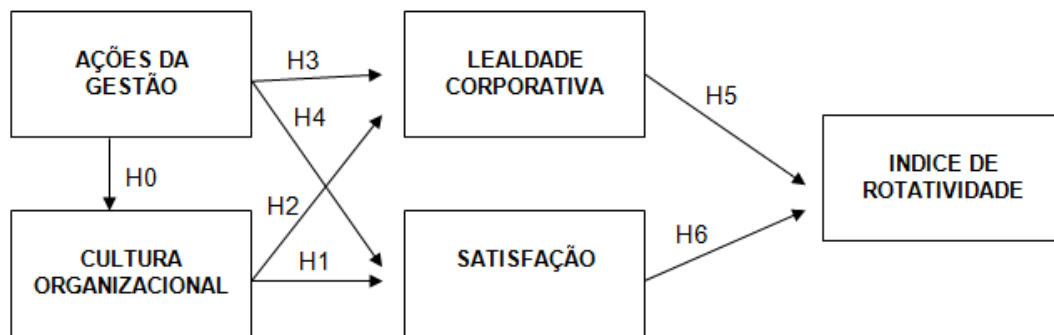 AÇÕES DA
GESTÃO
H3
LEALDADE
CORPORATIVA
H5
H4
INDICE DE
ROTATIVIDADE
H0
H2
CULTURA
ORGANIZACIONAL
H1
SATISFAÇÃO
H6